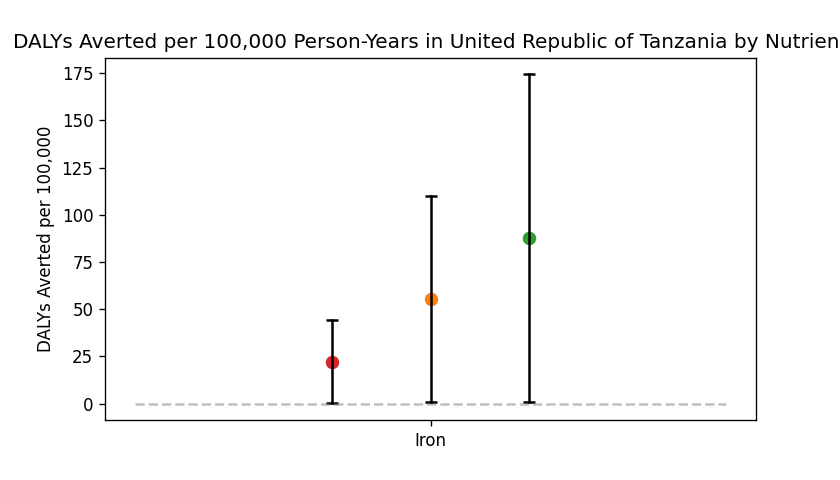 DALYs Averted per 100,000 Person-Years in United Republic of Tanzania by Nutrien
DALYs Averted per 100,000
175
150
125
100
75
50
25
0
Iron